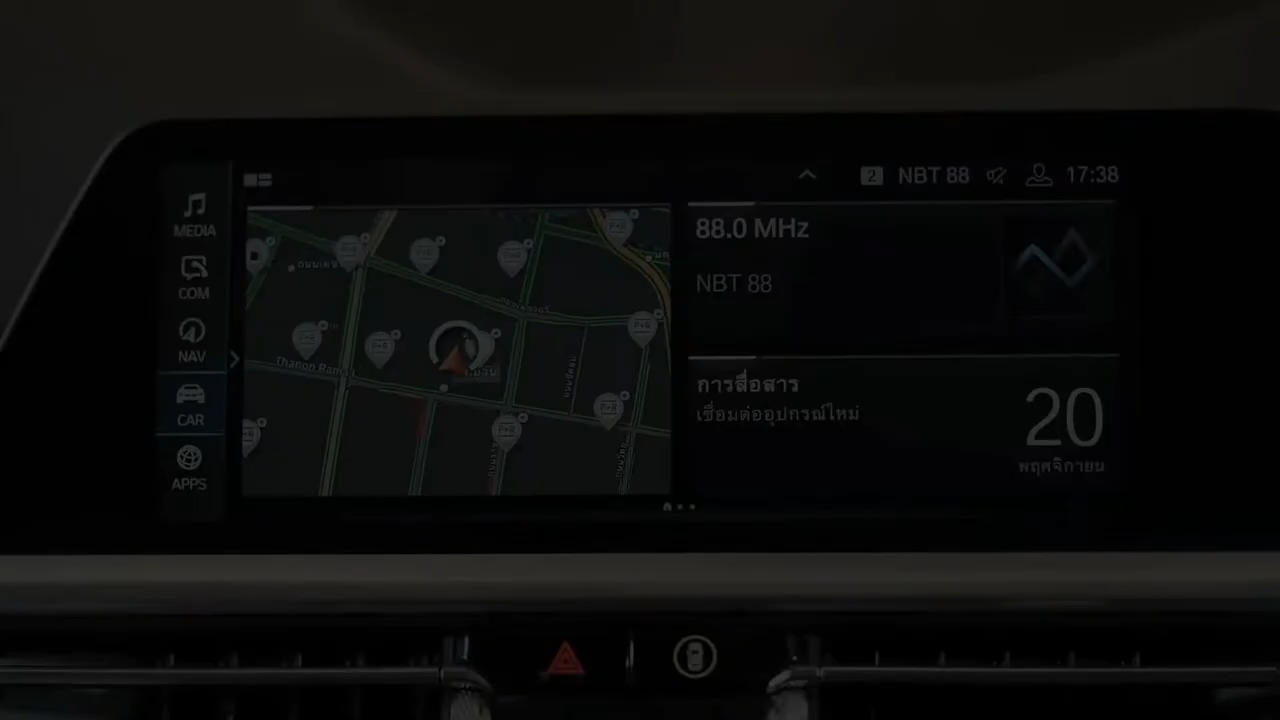 2 NBT 88 17:38
MEDIA
COM
NAV
CAR
APPS
P+R
P+R
P+R
P+R
P+R
P+R
P+R
P+R
P+R
88.0 MHz
NBT 88
การสื่อสาร
เชื่อมต่ออุปกรณ์ใหม่
20
พฤศจิกายน